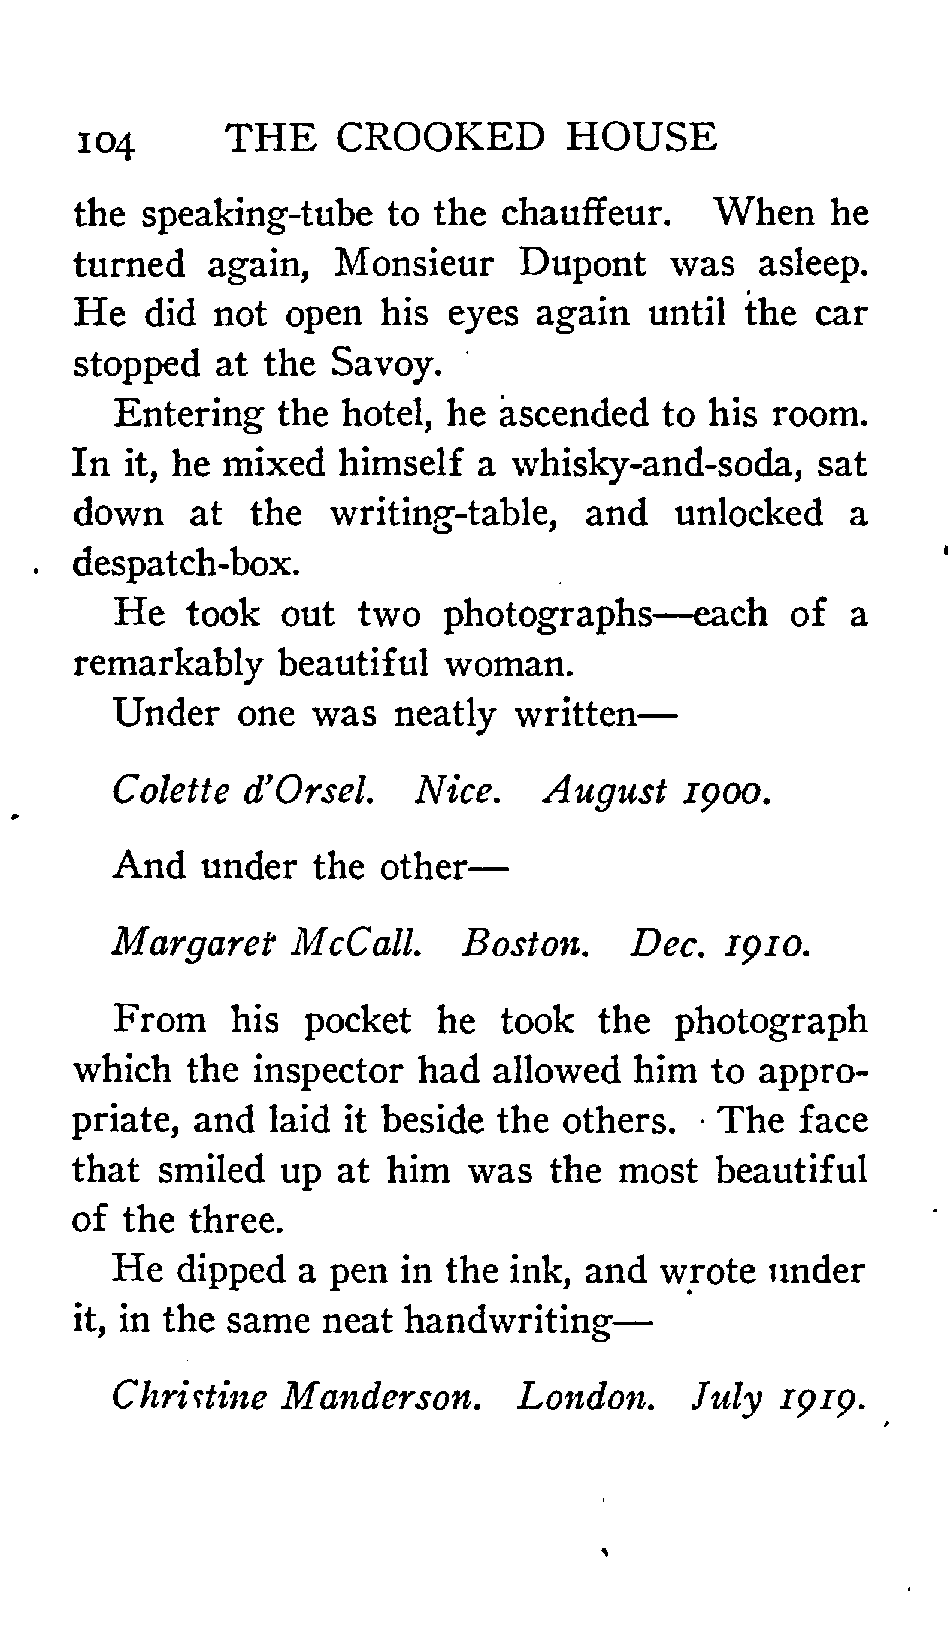 104 THE CROOKED HOUSE
the speaking-tube to the chauffeur. When he
turned again, Monsieur Dupont was asleep.
He did not open his eyes again until the car
stopped at the Savoy.
Entering the hotel, he ascended to his room.
In it, he mixed himself a whisky-and-soda, sat
down at the writing-table, and unlocked a
despatch-box.
He took out two photographs—each of a
remarkably beautiful woman.
Under one was neatly written—
Colette d'Orsel. Nice. August 1900.
And under the other—
Margaret McCall. Boston. Dec. 1910.
From his pocket he took the photograph
which the inspector had allowed him to appro-
priate, and laid it beside the others. The face
that smiled up at him was the most beautiful
of the three.
He dipped a pen in the ink, and wrote under
it, in the same neat handwriting—
Christine Manderson. London. July 1919.